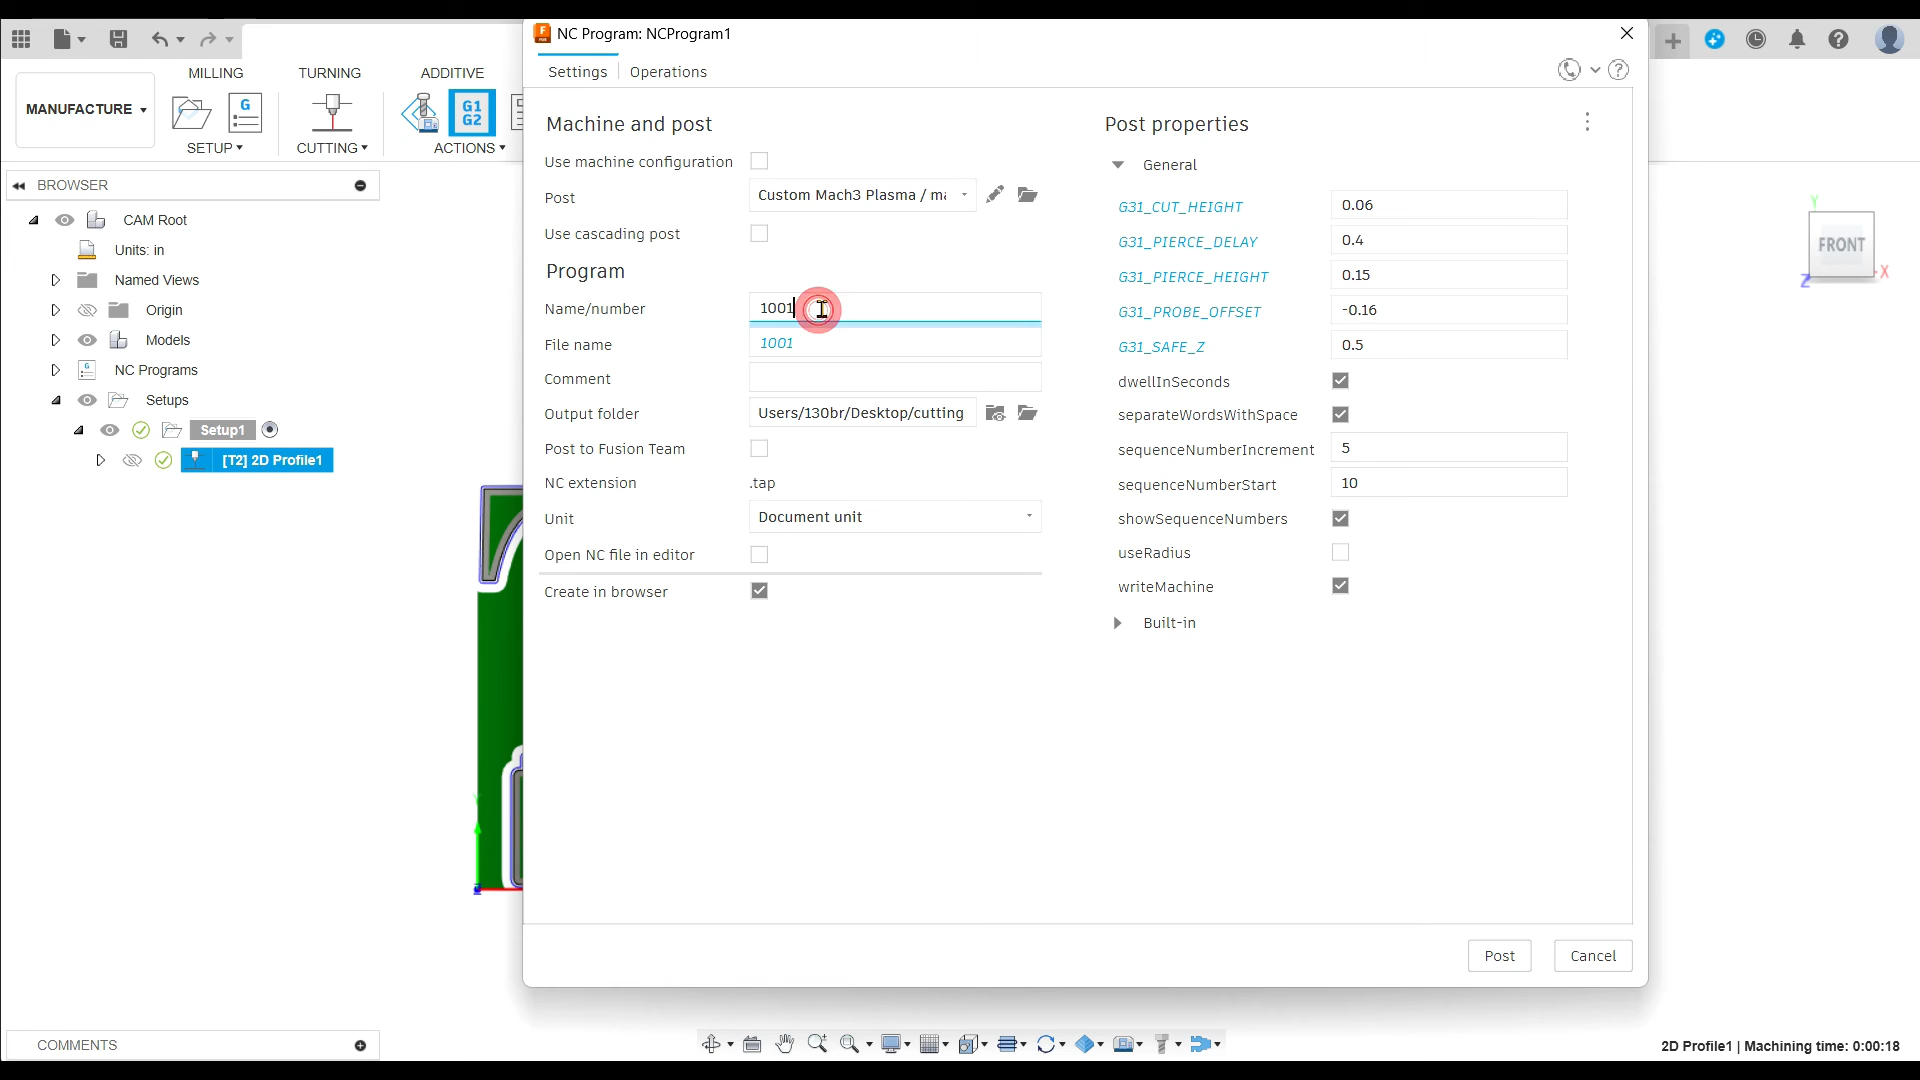 NC Program: NCProgram1
MILLING
TURNING
ADDITIVE
Settings
Operations
MANUFACTURE
G
G1
G2
SETUP
CUTTING
ACTIONS
BROWSER
CAM Root
Units: in
Named Views
Origin
Models
NC Programs
Setups
Setup1
[T2] 2D Profile1
Machine and post
Use machine configuration
Post
Custom Mach3 Plasma / ma
Use cascading post
Program
Name/number
1001
File name
1001
Comment
Output folder
Users/130br/Desktop/cutting
Post to Fusion Team
NC extension
.tap
Unit
Document unit
Open NC file in editor
Create in browser
Post properties
General
G31_CUT_HEIGHT
0.06
G31_PIERCE_DELAY
0.4
G31_PIERCE_HEIGHT
0.15
G31_PROBE_OFFSET
-0.16
G31_SAFE_Z
0.5
dwellInSeconds
separateWordsWithSpace
sequenceNumberIncrement
5
sequenceNumberStart
10
showSequenceNumbers
useRadius
writeMachine
Built-in
Y
FRONT
X
Z
Post
Cancel
COMMENTS
2D Profile1 | Machining time: 0:00:18